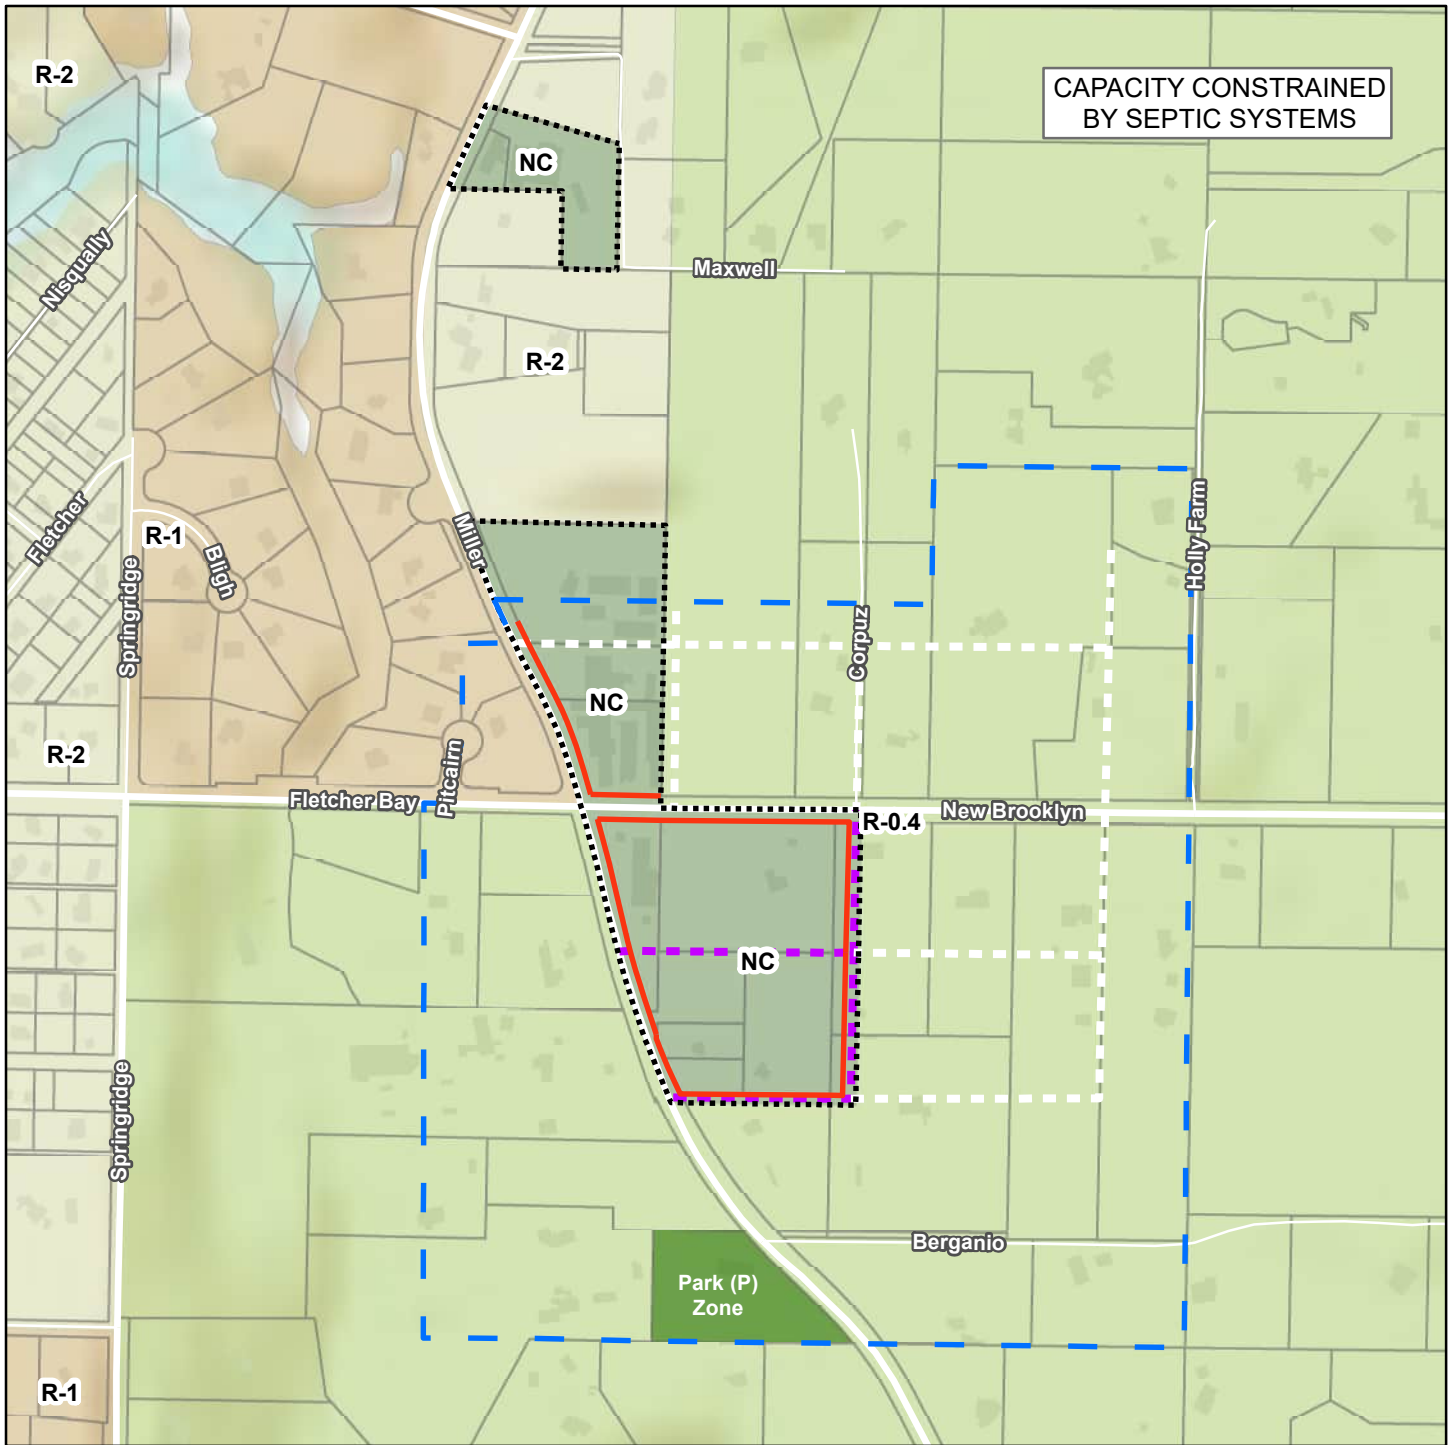 R-2
CAPACITY CONSTRAINED
BY SEPTIC SYSTEMS
NC
Nisqually
Maxwell
R-2
Fletcher
R-1
Bligh
Miller
Holly Farm
Springridge
Corpuz
NC
R-2
Pitcairn
Fletcher Bay
New Brooklyn
R-0.4
NC
Springridge
Berganio
Park (P)
Zone
R-1